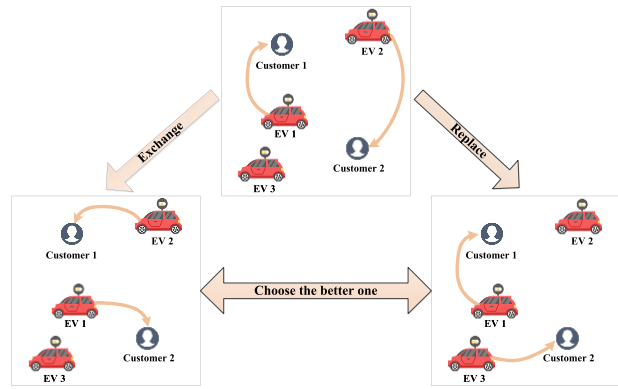 EV 2
Customer 1
EV 1
Customer 2
EV 3
Exchange
Replace
EV 2
Customer 1
EV 1
Customer 2
EV 3
Choose the better one
EV 2
Customer 1
EV 1
Customer 2
EV 3